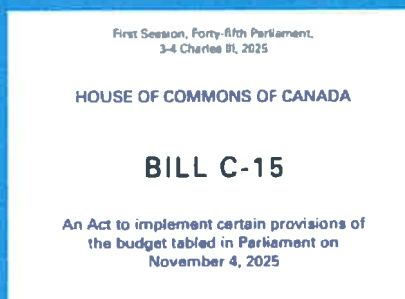 First Session, Forty-fifth Parliament,
3-4 Charles III, 2025
HOUSE OF COMMONS OF CANADA
BILL C-15
An Act to implement certain provisions of
the budget tabled in Parliament on
November 4, 2025